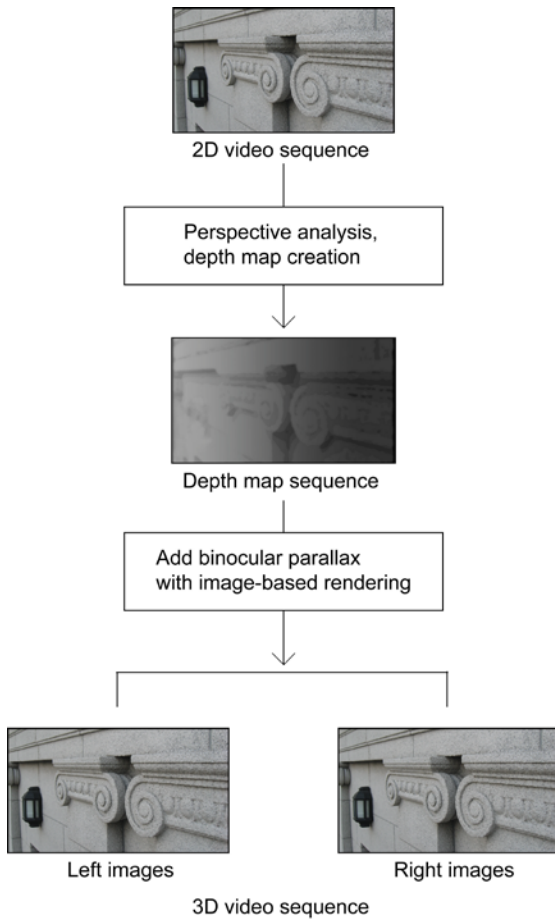 2D video sequence
Perspective analysis,
depth map creation
Depth map sequence
Add binocular parallax
with image-based rendering
Left images
Right images
3D video sequence